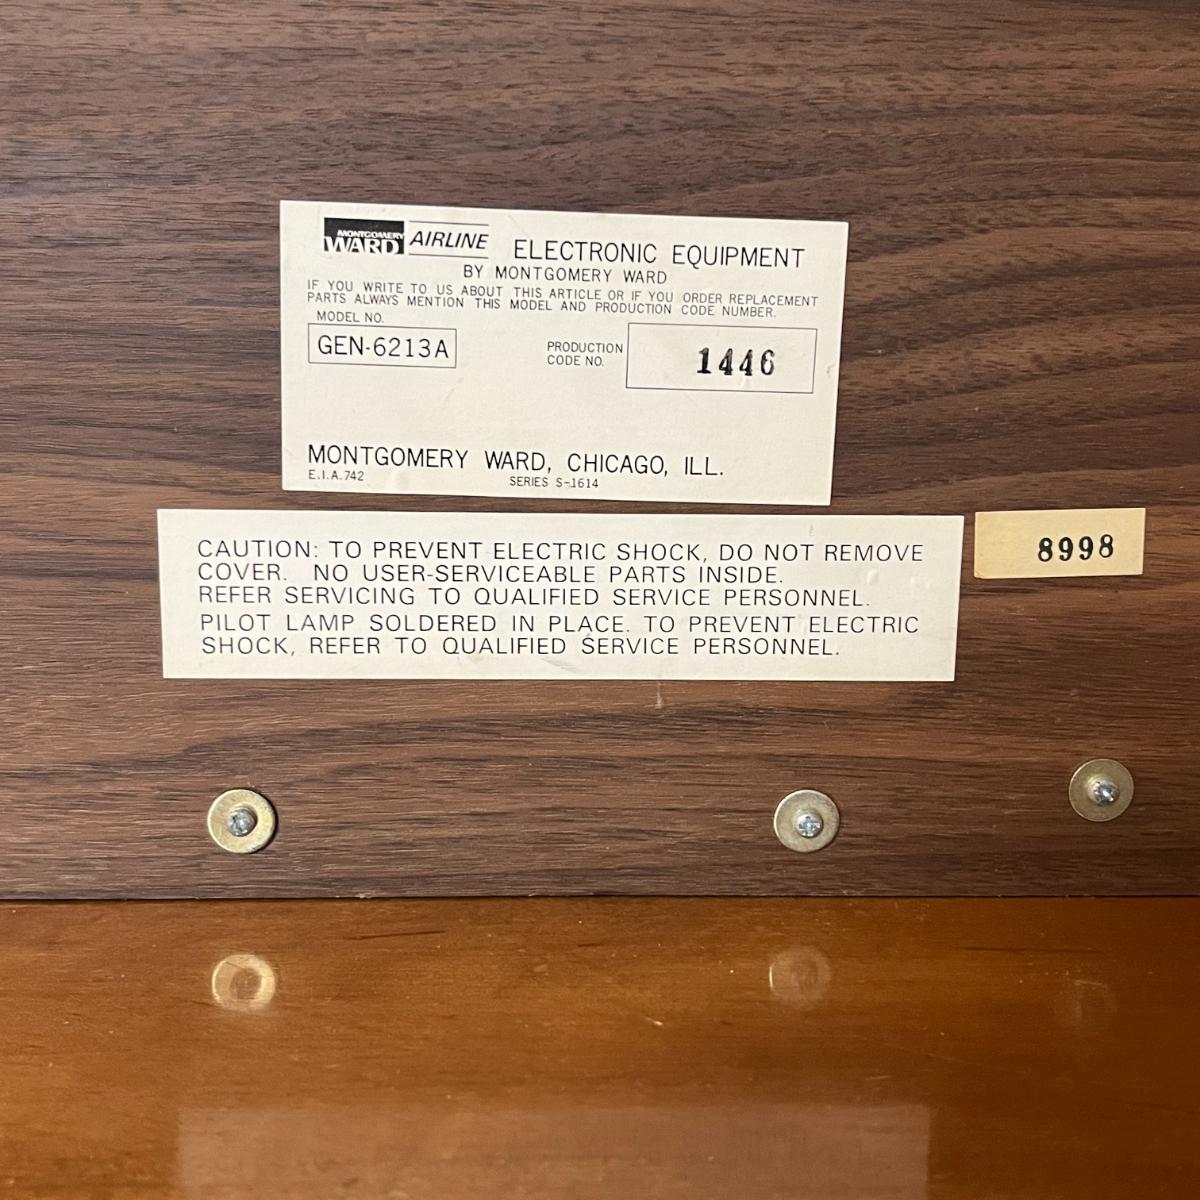 MONTGOMERY
WARD AIRLINE ELECTRONIC EQUIPMENT
BY MONTGOMERY WARD
IF YOU WRITE TO US ABOUT THIS ARTICLE OR IF YOU ORDER REPLACEMENT
PARTS ALWAYS MENTION THIS MODEL AND PRODUCTION CODE NUMBER.
MODEL NO.
GEN-6213A
PRODUCTION
CODE NO.
1446
MONTGOMERY WARD, CHICAGO, ILL.
E.I.A.742
SERIES S-1614
CAUTION: TO PREVENT ELECTRIC SHOCK, DO NOT REMOVE
COVER. NO USER-SERVICEABLE PARTS INSIDE.
REFER SERVICING TO QUALIFIED SERVICE PERSONNEL.
PILOT LAMP SOLDERED IN PLACE. TO PREVENT ELECTRIC
SHOCK, REFER TO QUALIFIED SERVICE PERSONNEL.
8998